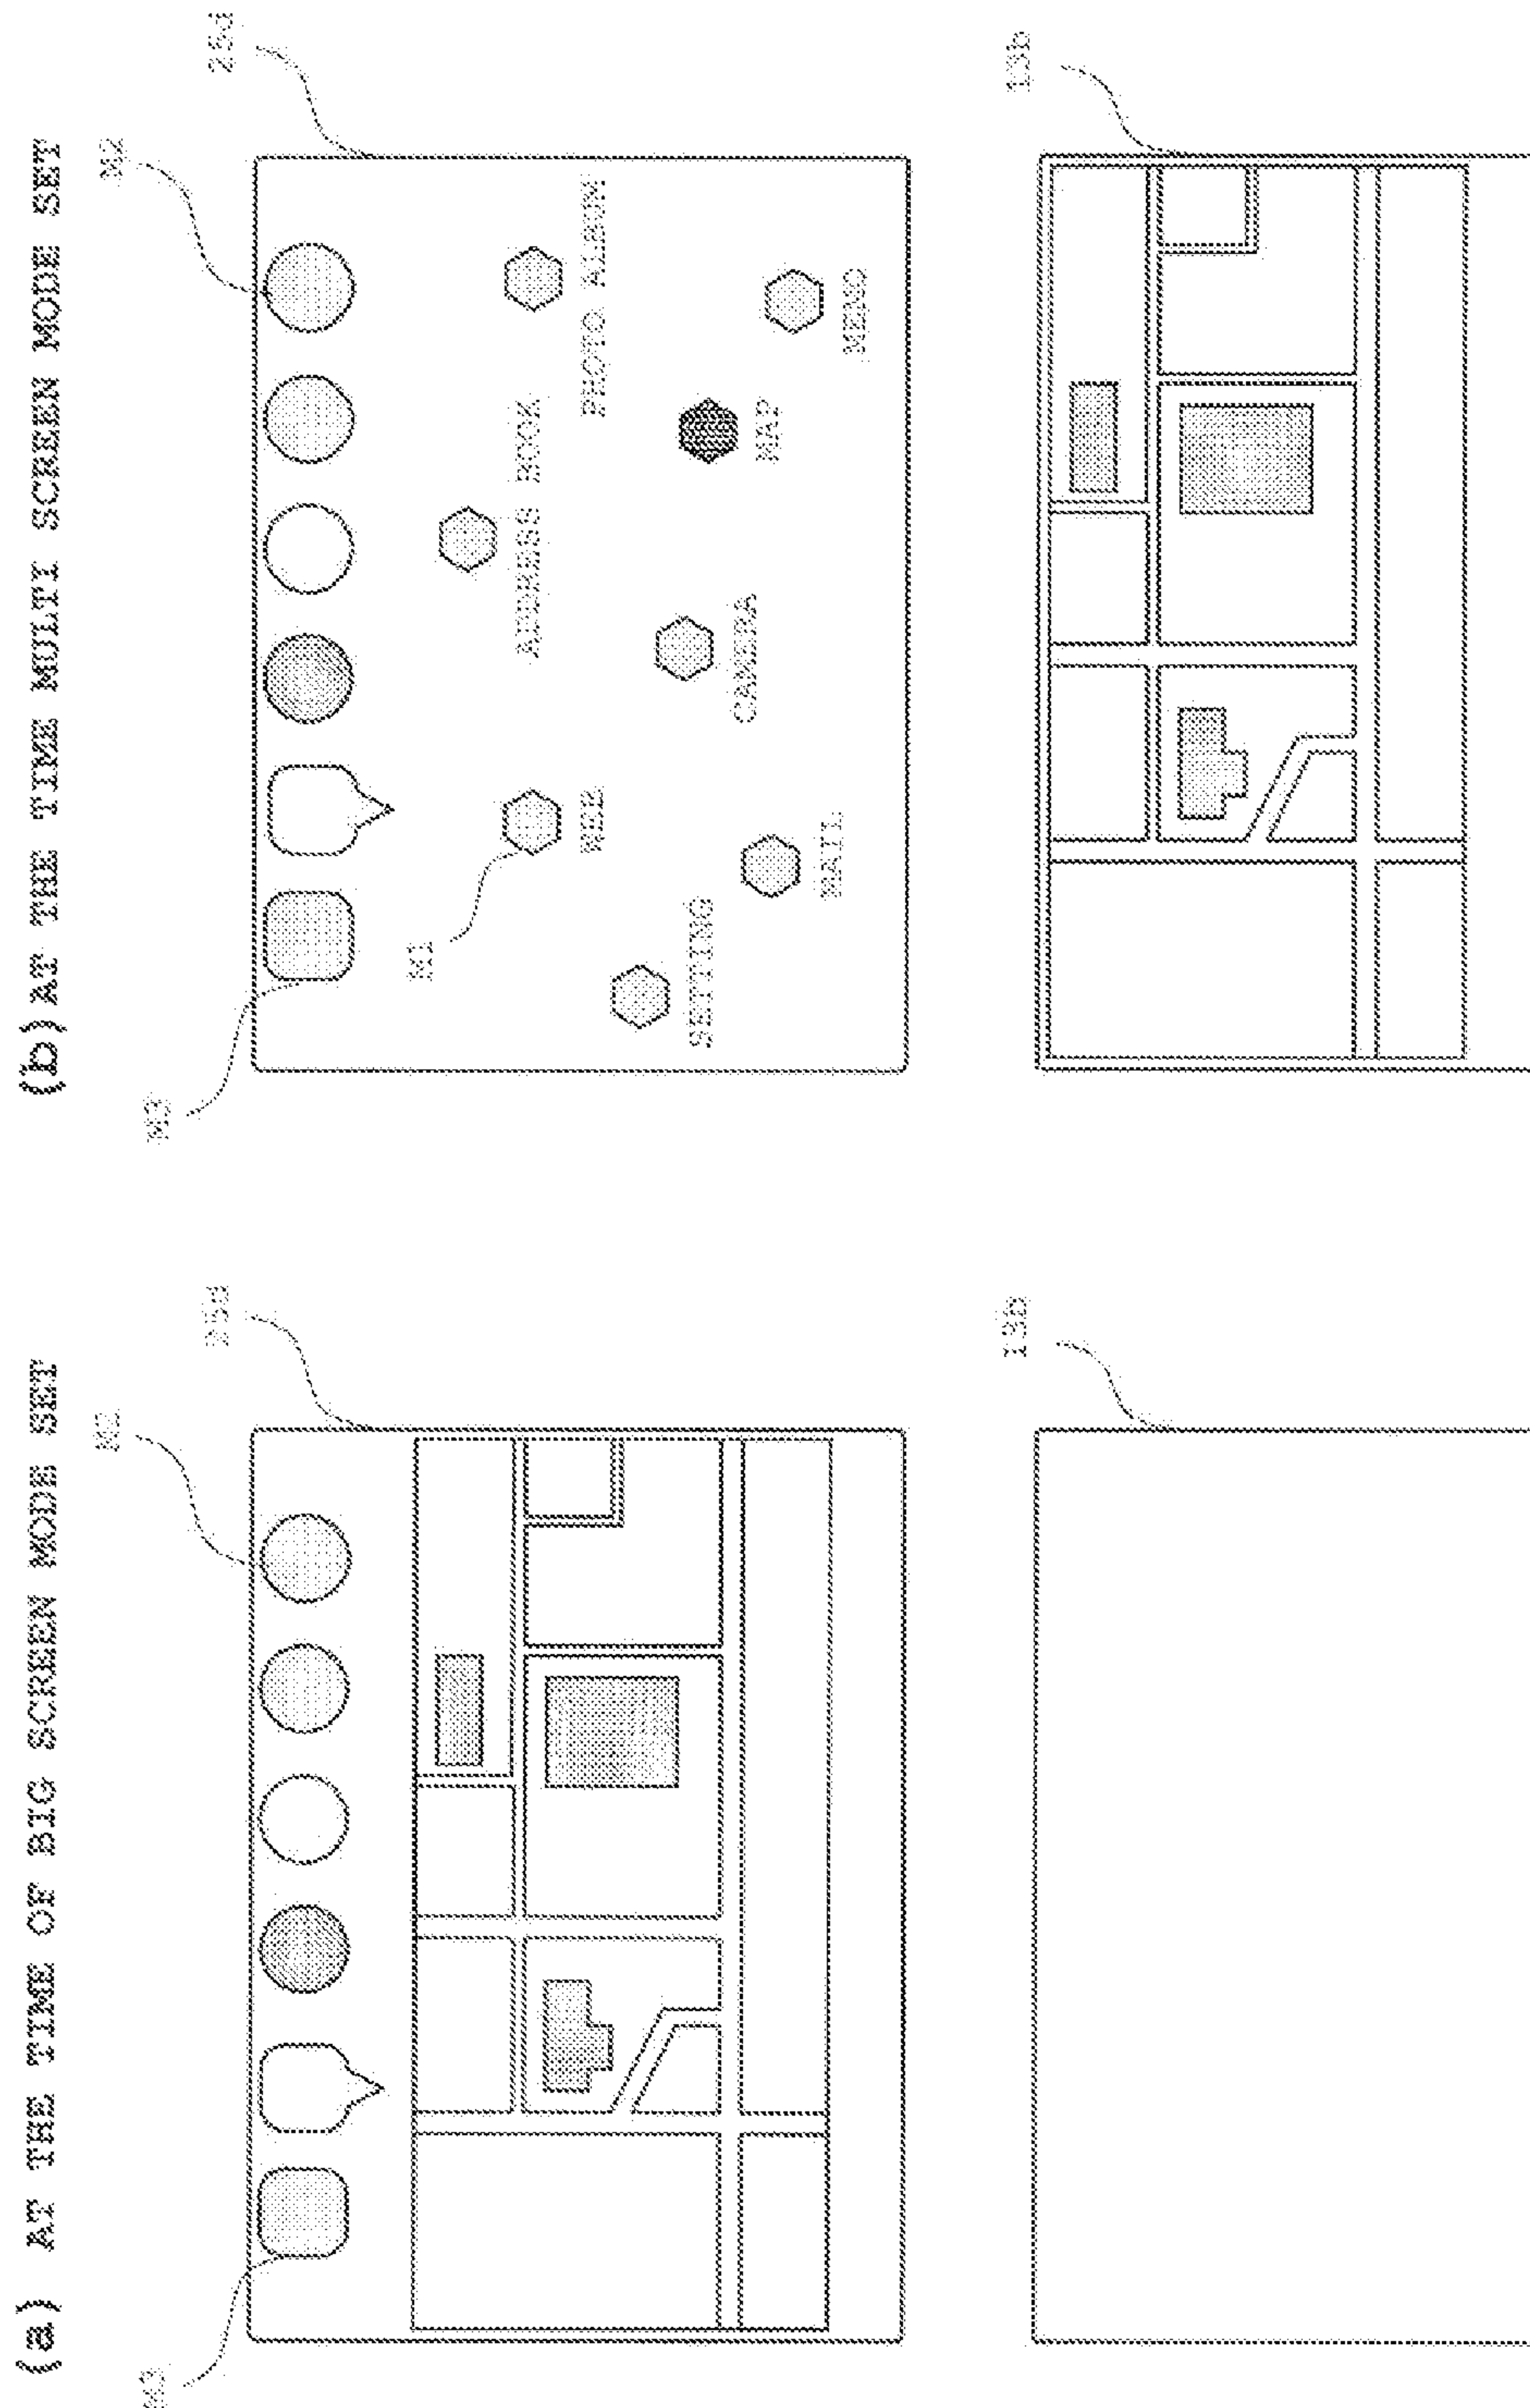 (a) AT THE TIME OF BIG SCREEN MODE SET
M2
25d
M3
13b
(b)AT THE TIME MULTI SCREEN MODE SET
M2
25d
M3
M1
ADDRESS BOOK
PHOTO ALBUM
WEB
CAMERA
MAP
MEMO
SETTING
MAIL
13b